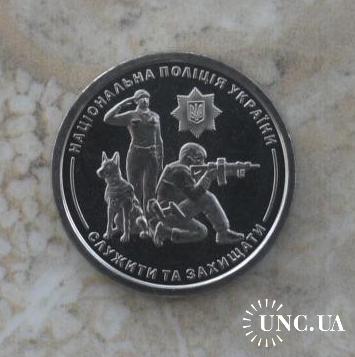 НАЦІОНАЛЬНА ПОЛІЦІЯ УКРАЇНИ
СЛУЖИТИ ТА ЗАХИЩАТИ
UNC.UA